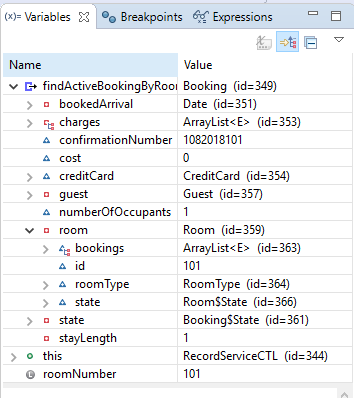 (x)= Variables Breakpoints Expressions
Name Value
findActiveBookingByRoor Booking (id=349)
bookedArrival Date (id=351)
charges ArrayList<E> (id=353)
confirmationNumber 1082018101
cost 0
creditCard CreditCard (id=354)
guest Guest (id=357)
numberOfOccupants 1
room Room (id=359)
bookings ArrayList<E> (id=363)
id 101
roomType RoomType (id=364)
state Room$State (id=366)
state Booking$State (id=361)
stayLength 1
this RecordServiceCTL (id=344)
roomNumber 101